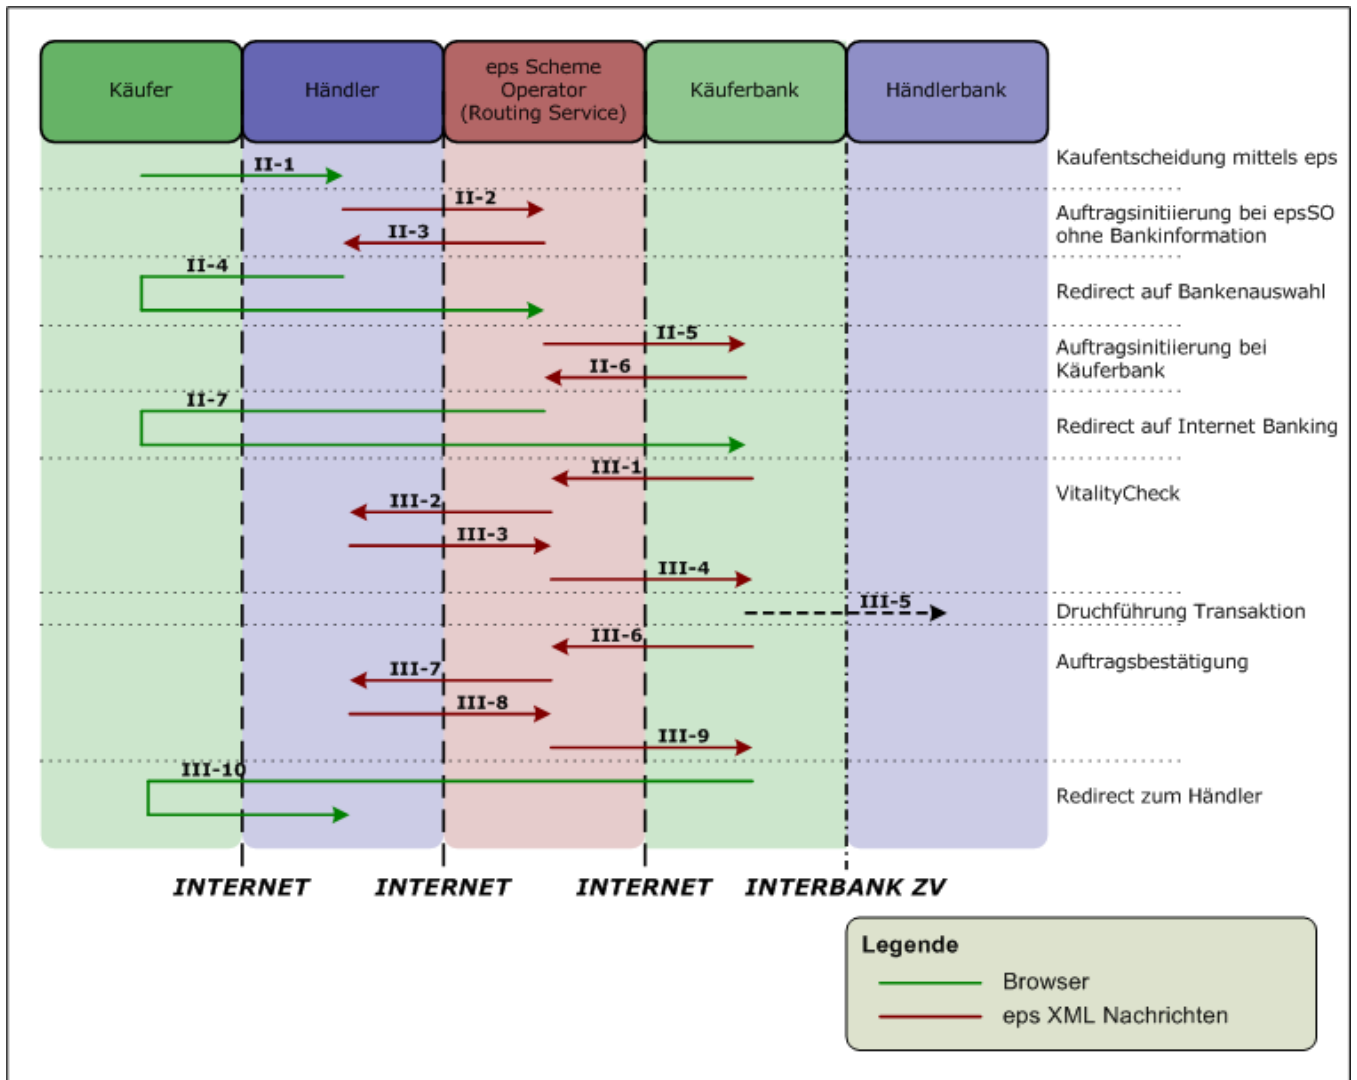 Käufer
Händler
eps Scheme
Operator
(Routing Service)
Käuferbank
Händlerbank
II-1
Kaufentscheidung mittels eps
II-2
II-3
Auftragsinitiierung bei epsSO
ohne Bankinformation
II-4
Redirect auf Bankenauswahl
II-5
II-6
Auftragsinitiierung bei
Käuferbank
II-7
Redirect auf Internet Banking
III-1
VitalityCheck
III-2
III-3
III-4
III-5
Druchführung Transaktion
III-6
Auftragsbestätigung
III-7
III-8
III-9
III-10
Redirect zum Händler
INTERNET
INTERNET
INTERNET
INTERBANK ZV
Legende
Browser
eps XML Nachrichten